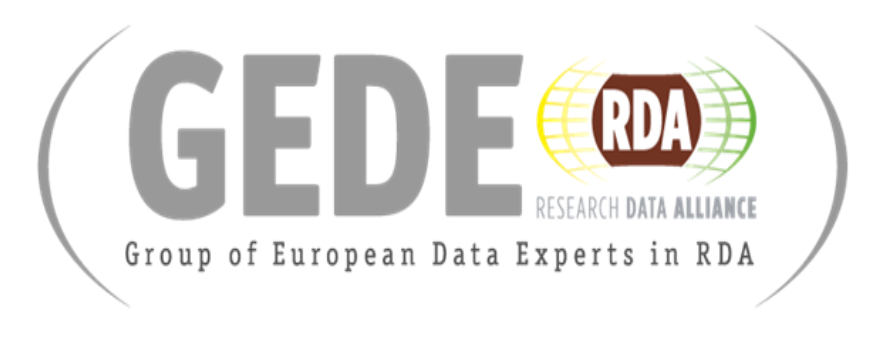 GEDE
RDA
RESEARCH DATA ALLIANCE
Group of European Data Experts in RDA